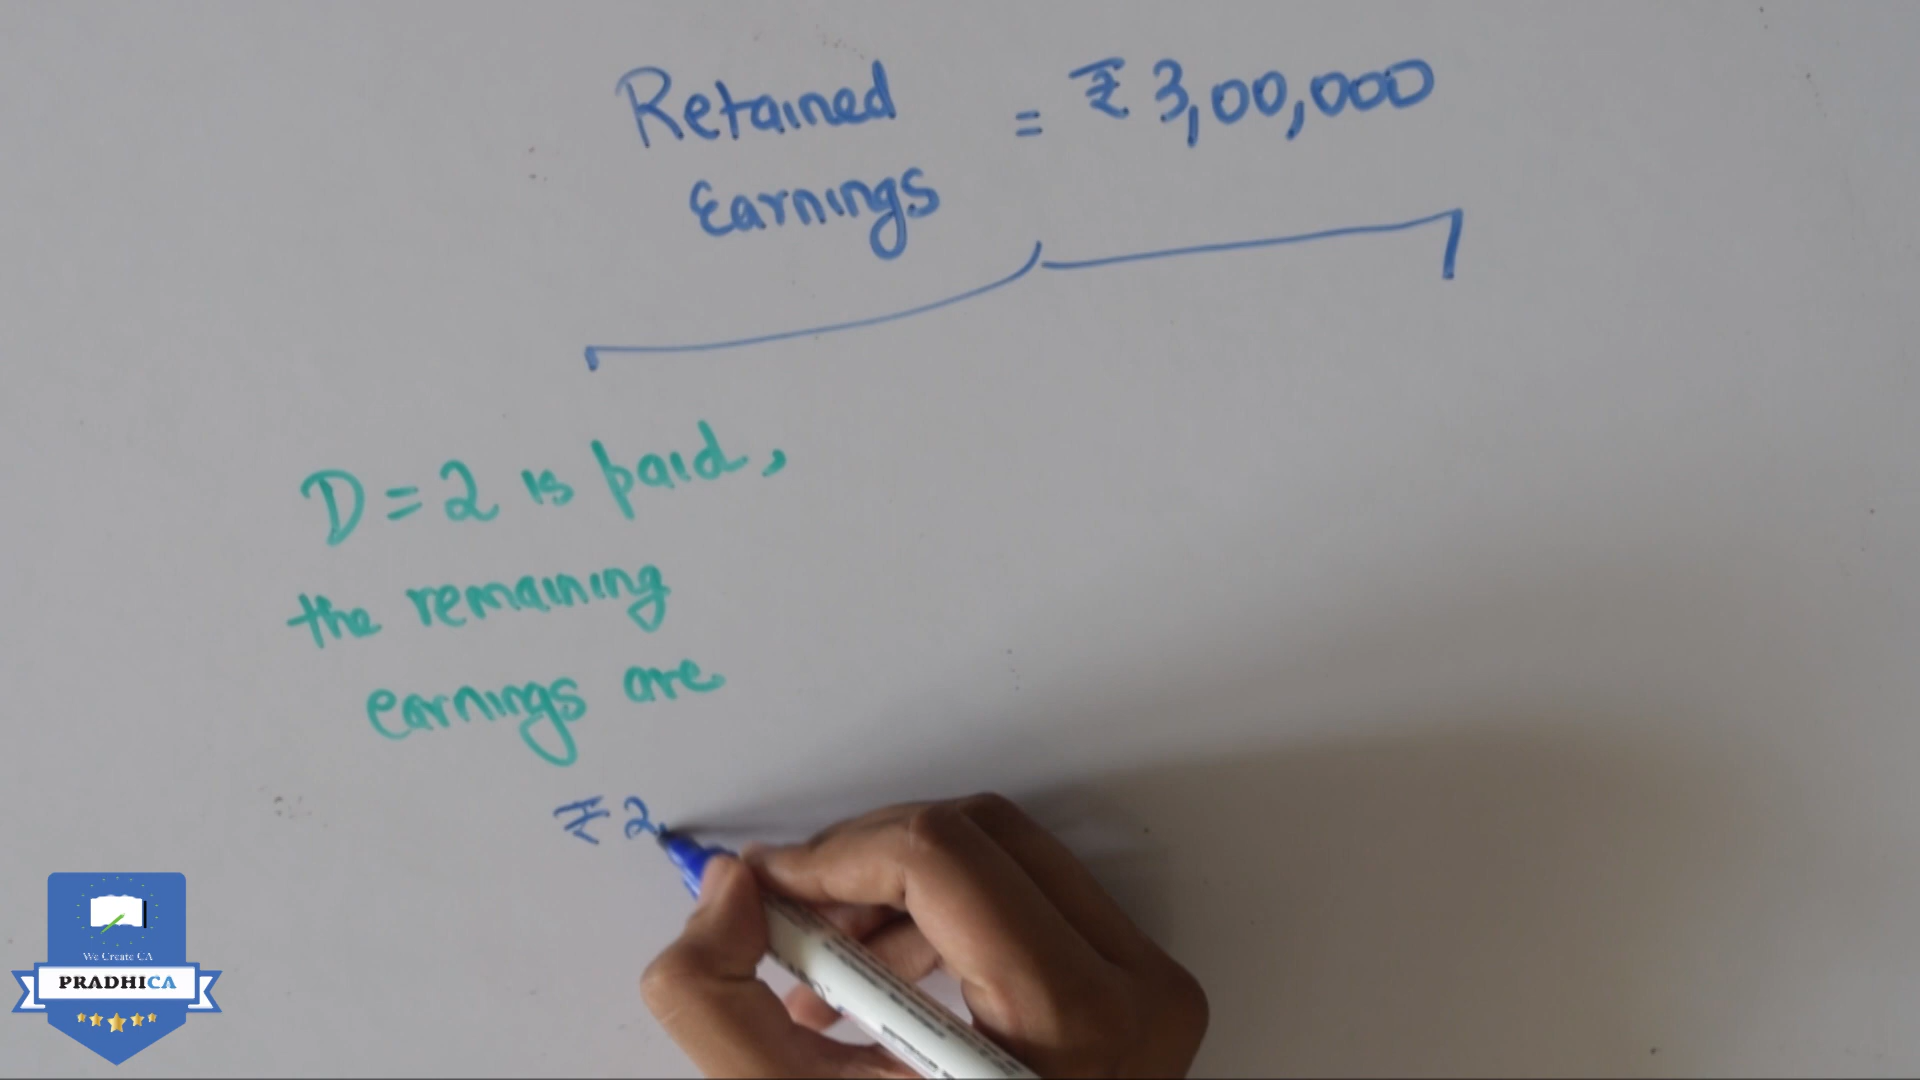 Retained = ₹ 3,00,000
Earnings
D = 2 is paid,
the remaining
earnings are
₹ 2,
We Create CA
PRADHICA